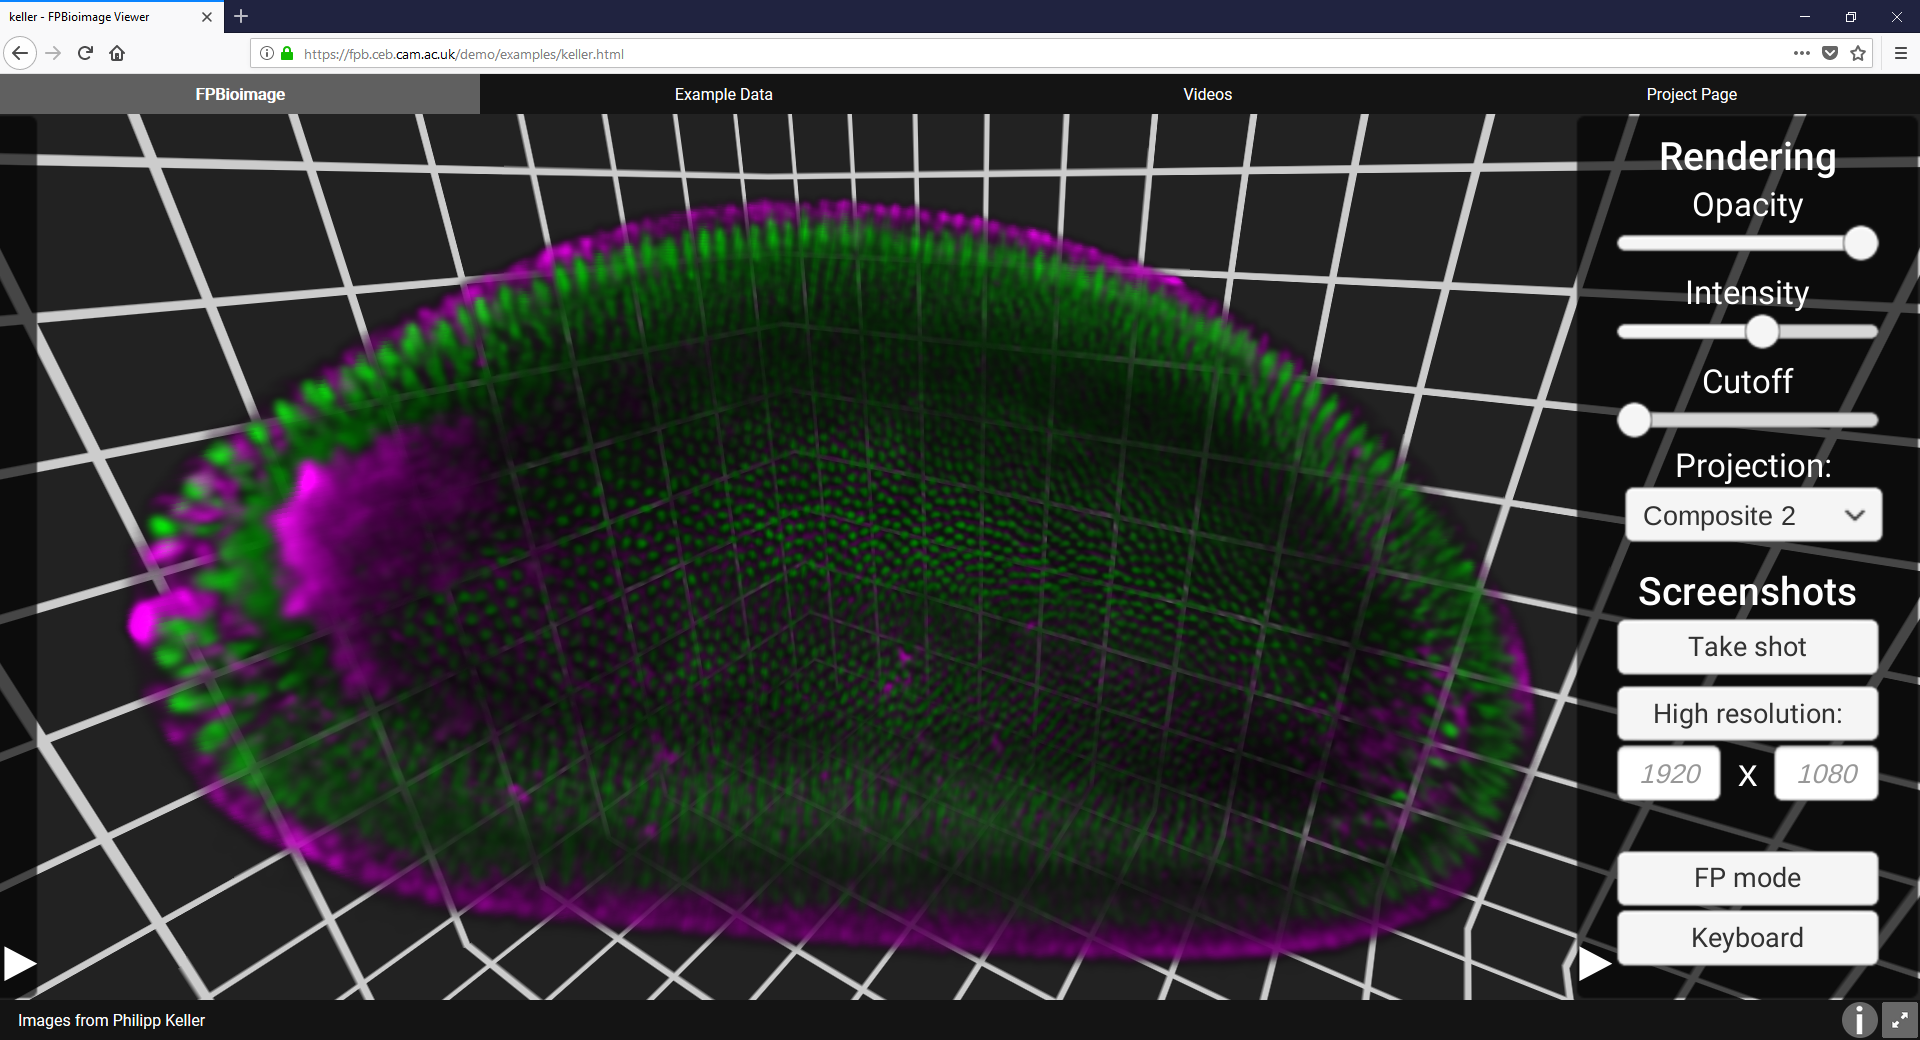 keller - FPBioimage Viewer
https://fpb.ceb.cam.ac.uk/demo/examples/keller.html
FPBioimage
Example Data
Videos
Project Page
Rendering
Opacity
Intensity
Cutoff
Projection:
Composite 2
Screenshots
Take shot
High resolution:
1920 X 1080
FP mode
Keyboard
Images from Philipp Keller